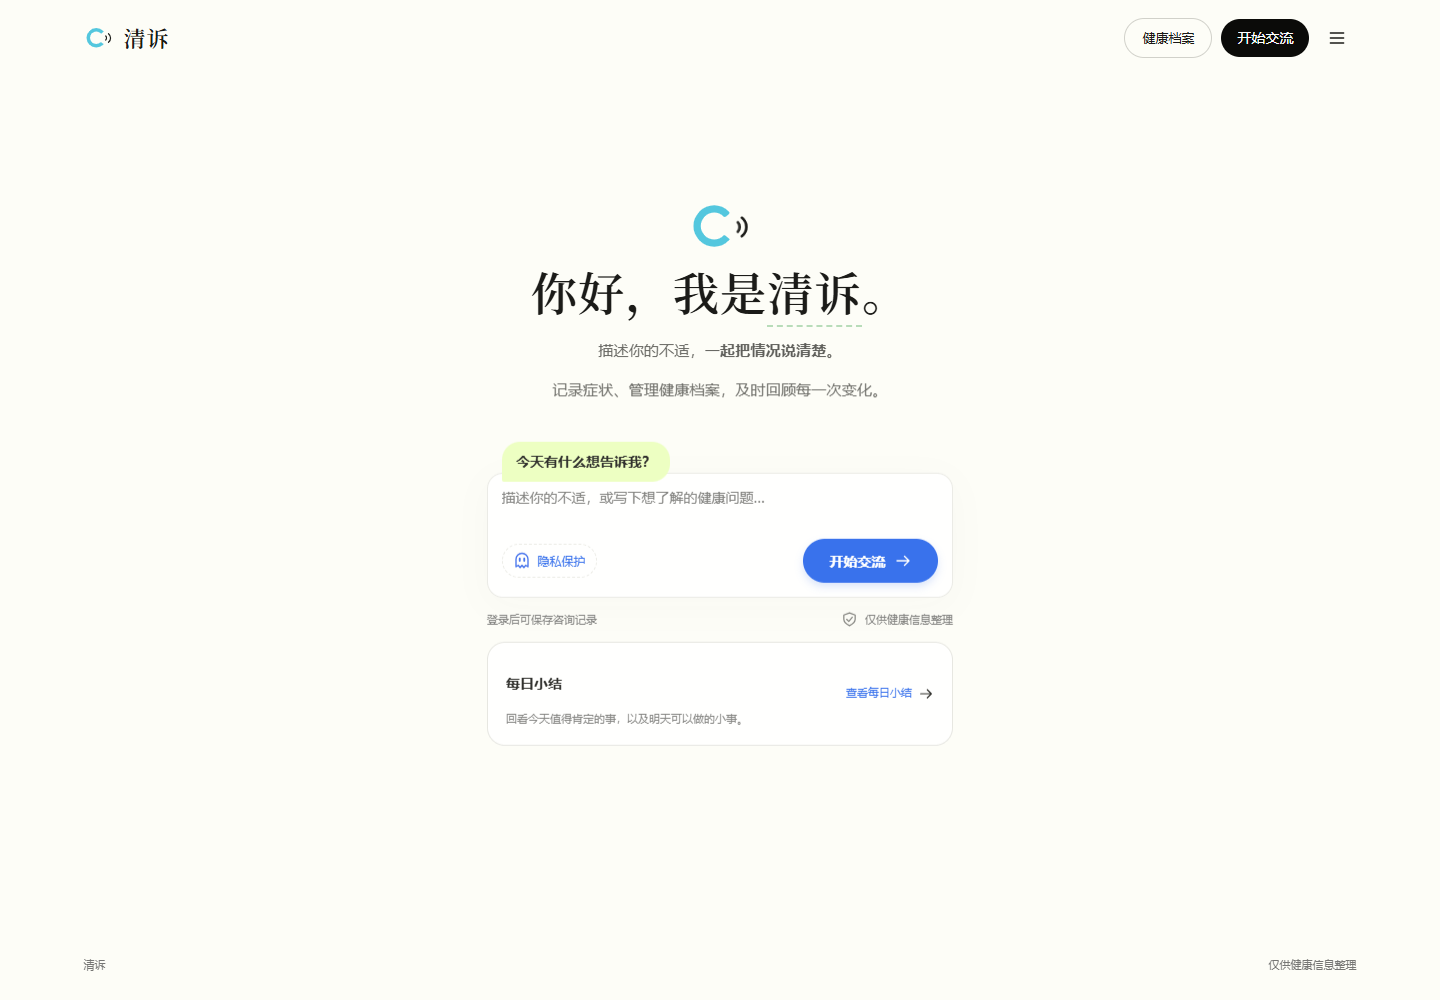 清诉
健康档案
开始交流
你好，我是清诉。
描述你的不适，一起把情况说清楚。
记录症状、管理健康档案，及时回顾每一次变化。
今天有什么想告诉我？
描述你的不适，或写下想了解的健康问题...
隐私保护
开始交流
登录后可保存咨询记录
仅供健康信息整理
每日小结
查看每日小结
回看今天值得肯定的事，以及明天可以做的小事。
清诉
仅供健康信息整理